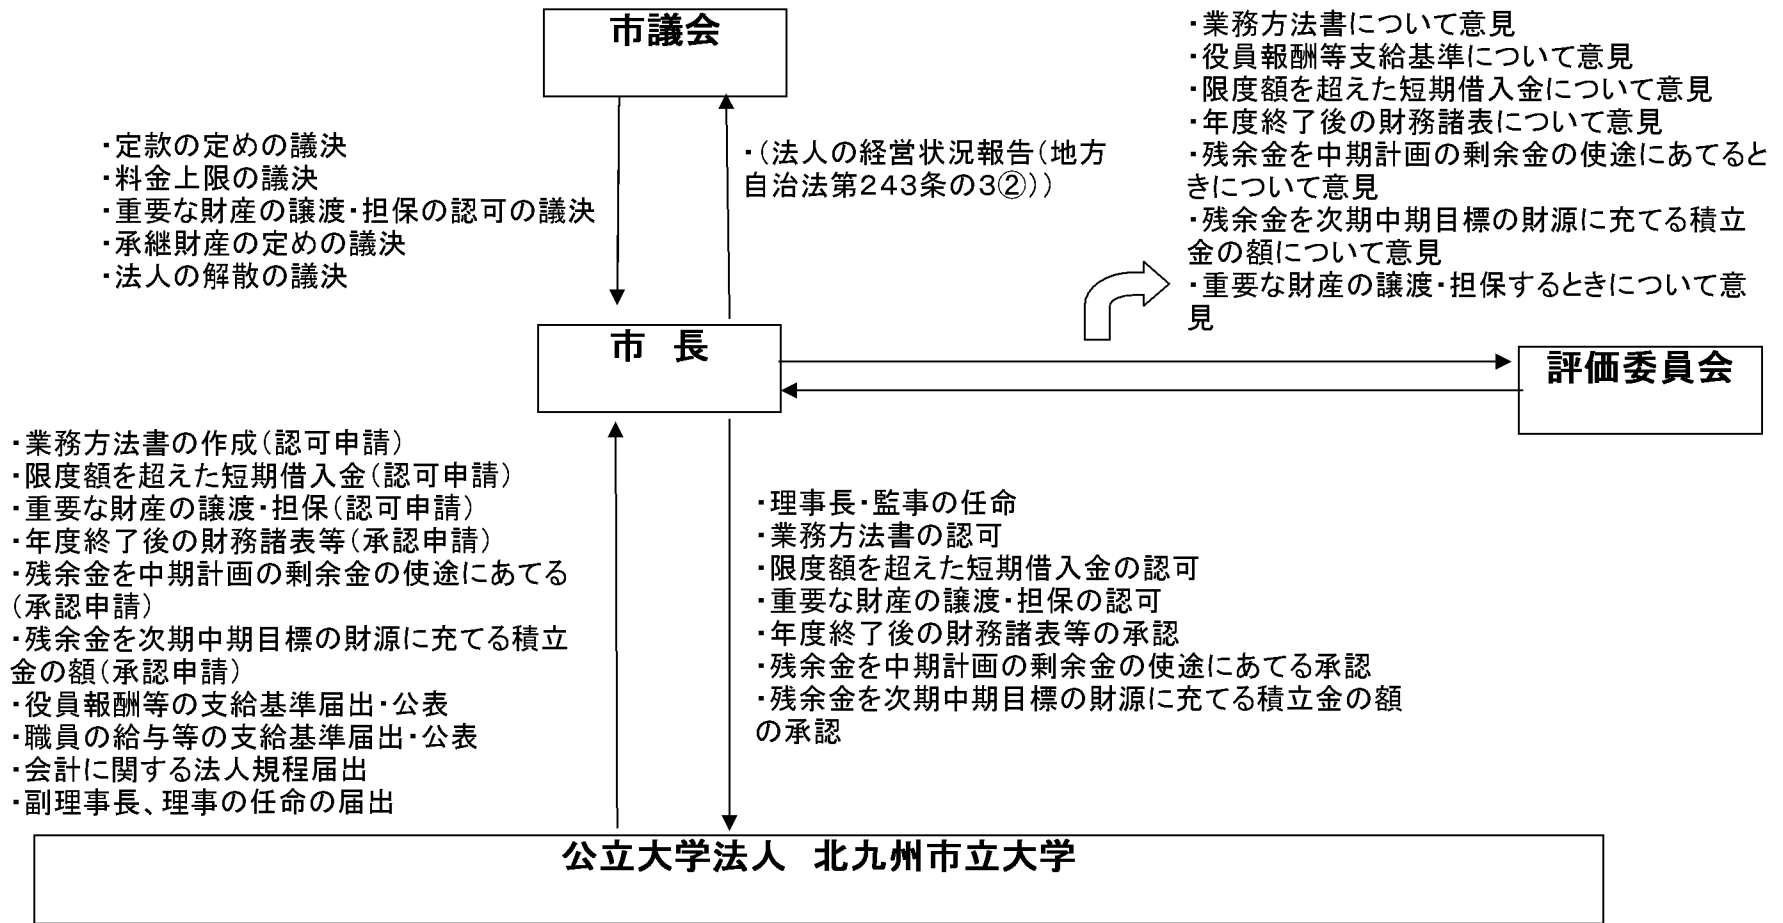 市議会
・定款の定めの議決
・料金上限の議決
・重要な財産の譲渡・担保の認可の議決
・承継財産の定めの議決
・法人の解散の議決
・（法人の経営状況報告（地方
自治法第243条の3②））
・業務方法書について意見
・役員報酬等支給基準について意見
・限度額を超えた短期借入金について意見
・年度終了後の財務諸表について意見
・残余金を中期計画の剰余金の使途にあてると
きについて意見
・残余金を次期中期目標の財源に充てる積立
金の額について意見
・重要な財産の譲渡・担保するときについて意
見
市　長
評価委員会
・業務方法書の作成（認可申請）
・限度額を超えた短期借入金（認可申請）
・重要な財産の譲渡・担保（認可申請）
・年度終了後の財務諸表等（承認申請）
・残余金を中期計画の剰余金の使途にあてる
（承認申請）
・残余金を次期中期目標の財源に充てる積立
金の額（承認申請）
・役員報酬等の支給基準届出・公表
・職員の給与等の支給基準届出・公表
・会計に関する法人規程届出
・副理事長、理事の任命の届出
・理事長・監事の任命
・業務方法書の認可
・限度額を超えた短期借入金の認可
・重要な財産の譲渡・担保の認可
・年度終了後の財務諸表等の承認
・残余金を中期計画の剰余金の使途にあてる承認
・残余金を次期中期目標の財源に充てる積立金の額
の承認
公立大学法人　北九州市立大学